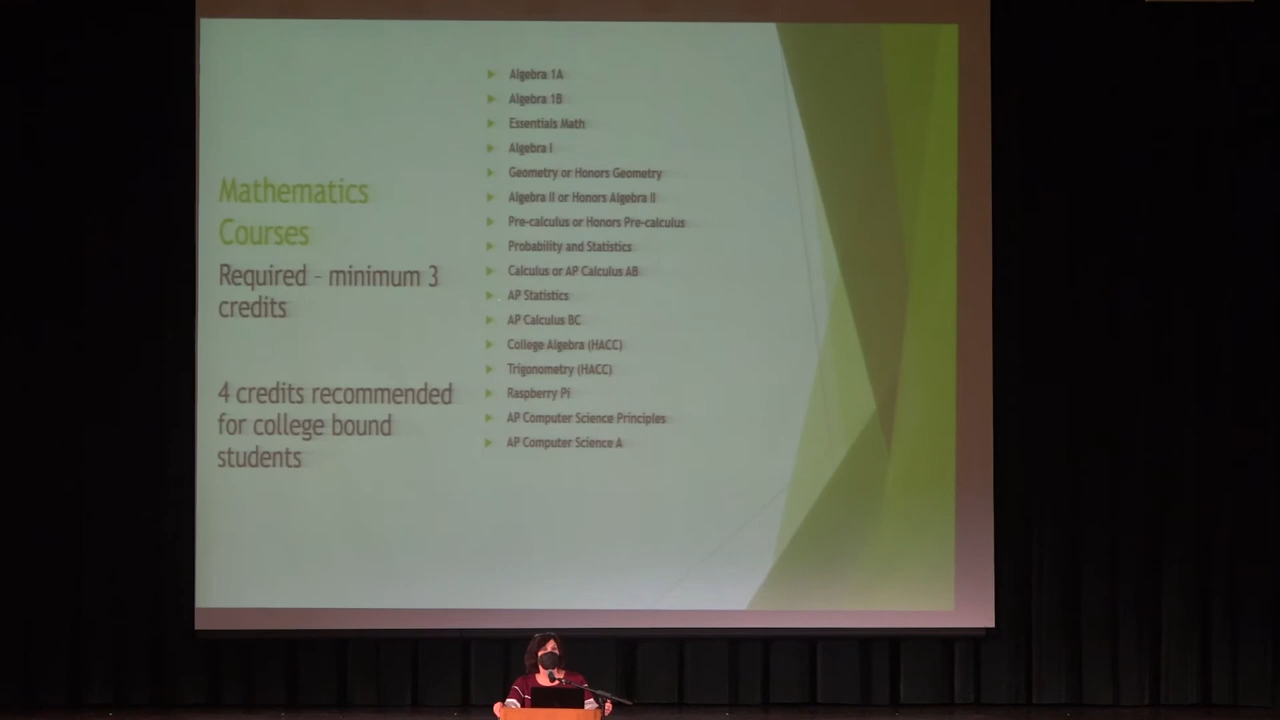 Mathematics
Courses
Required – minimum 3
credits
4 credits recommended
for college bound
students
Algebra 1A
Algebra 1B
Essentials Math
Algebra I
Geometry or Honors Geometry
Algebra II or Honors Algebra II
Pre-calculus or Honors Pre-calculus
Probability and Statistics
Calculus or AP Calculus AB
AP Statistics
AP Calculus BC
College Algebra (HACC)
Trigonometry (HACC)
Raspberry Pi
AP Computer Science Principles
AP Computer Science A